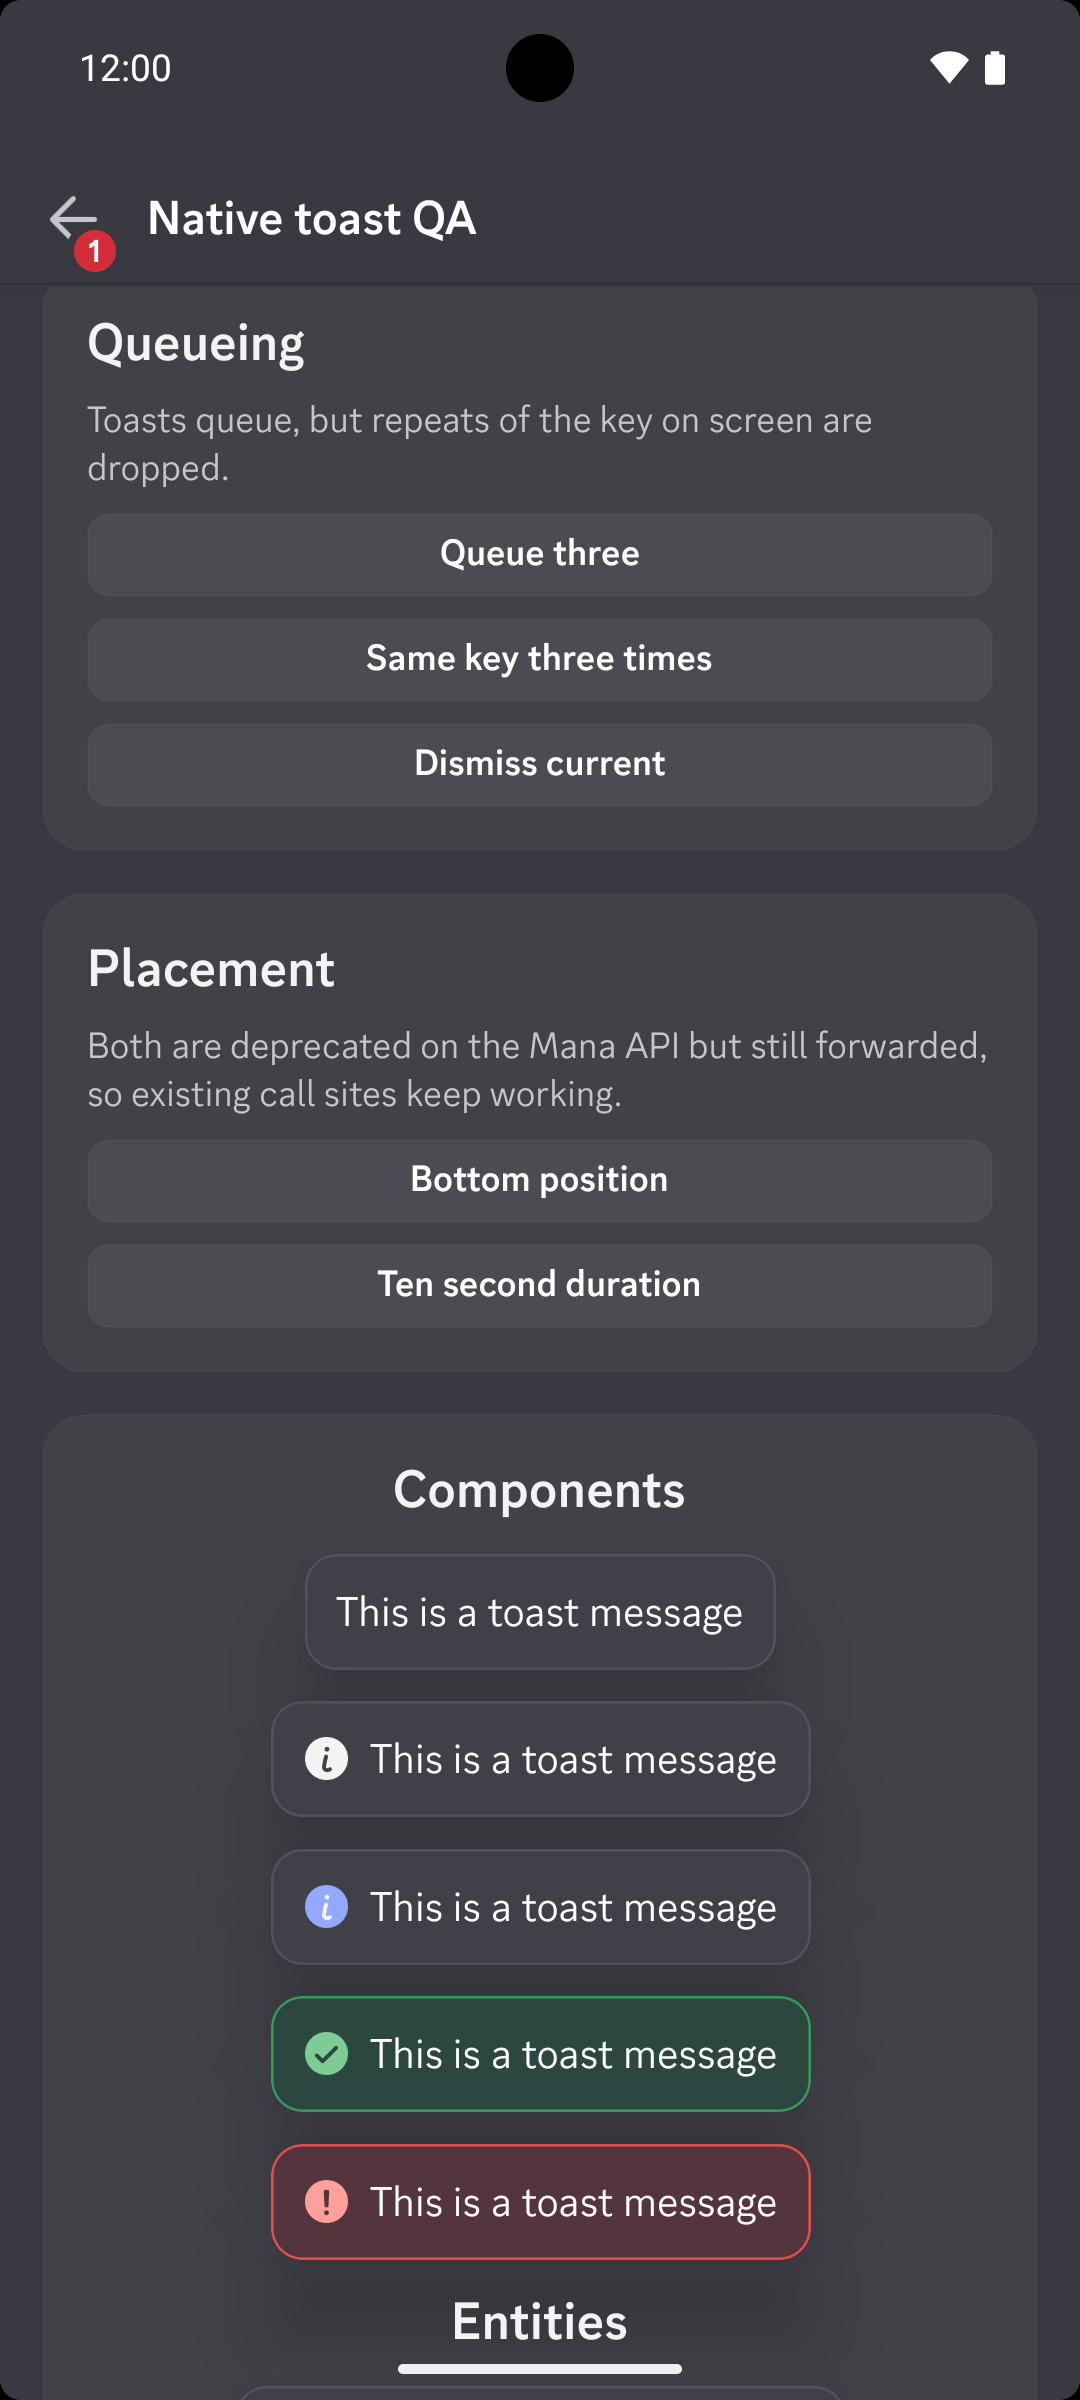 12:00
1
Native toast QA
Queueing
Toasts queue, but repeats of the key on screen are
dropped.
Queue three
Same key three times
Dismiss current
Placement
Both are deprecated on the Mana API but still forwarded,
so existing call sites keep working.
Bottom position
Ten second duration
Components
This is a toast message
This is a toast message
This is a toast message
This is a toast message
This is a toast message
Entities